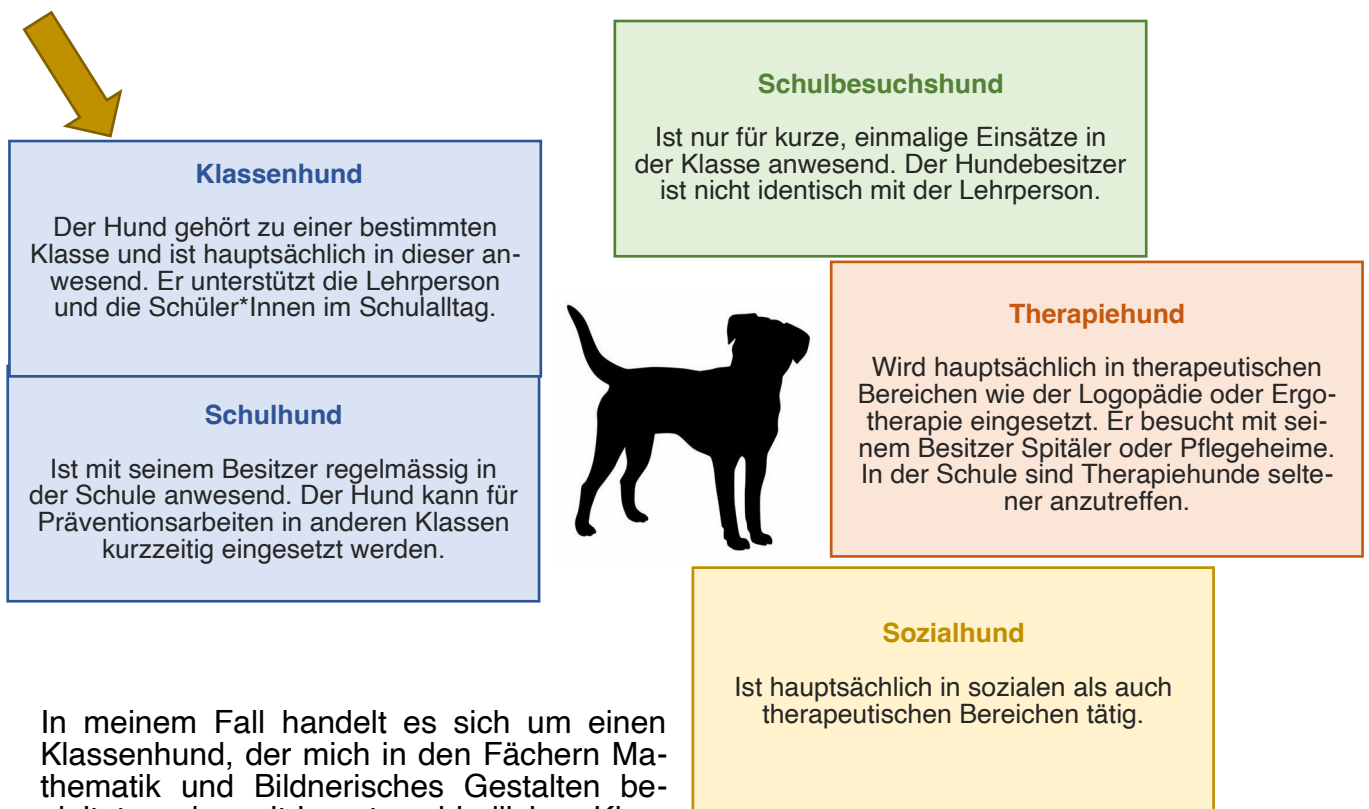 Klassenhund
Der Hund gehört zu einer bestimmten
Klasse und ist hauptsächlich in dieser an-
wesend. Er unterstützt die Lehrperson
und die Schüler*Innen im Schulalltag.
Schulhund
Ist mit seinem Besitzer regelmässig in
der Schule anwesend. Der Hund kann für
Präventionsarbeiten in anderen Klassen
kurzzeitig eingesetzt werden.
Schulbesuchshund
Ist nur für kurze, einmalige Einsätze in
der Klasse anwesend. Der Hundebesitzer
ist nicht identisch mit der Lehrperson.
Therapiehund
Wird hauptsächlich in therapeutischen
Bereichen wie der Logopädie oder Ergo-
therapie eingesetzt. Er besucht mit sei-
nem Besitzer Spitäler oder Pflegeheime.
In der Schule sind Therapiehunde selte-
ner anzutreffen.
Sozialhund
Ist hauptsächlich in sozialen als auch
therapeutischen Bereichen tätig.
In meinem Fall handelt es sich um einen
Klassenhund, der mich in den Fächern Ma-
thematik und Bildnerisches Gestalten be-